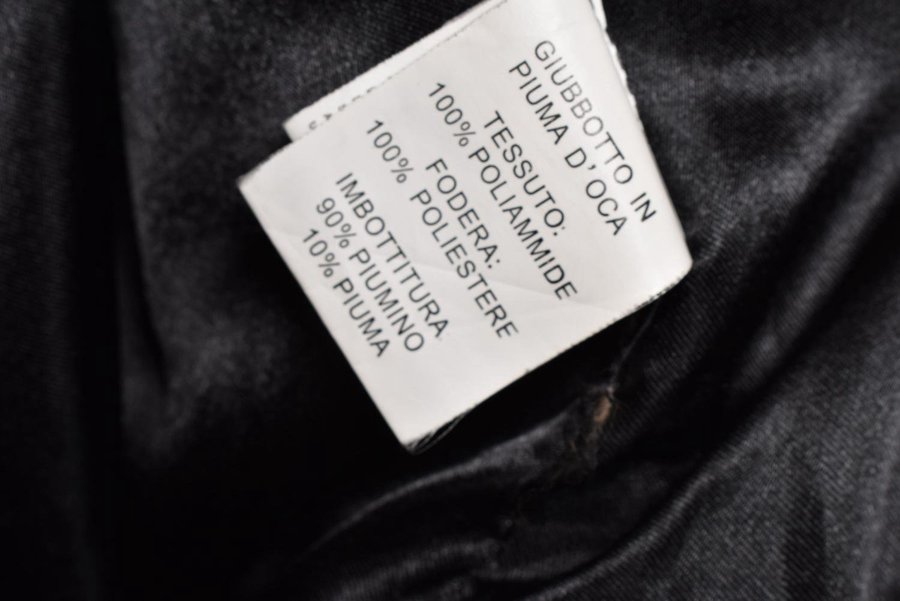 GIUBBOTTO IN
PIUMA D'OCA
TESSUTO:
100% POLIAMMIDE
FODERA:
100% POLIESTERE
IMBOTTITURA
90% PIUMINO
10% PIUMA